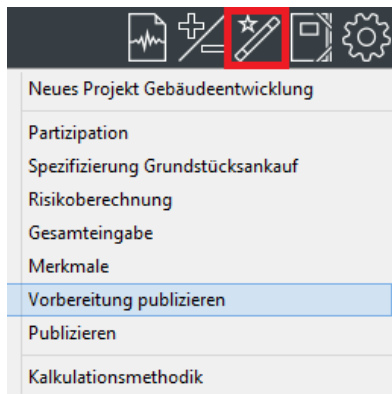 Neues Projekt Gebäudeentwicklung
Partizipation
Spezifizierung Grundstücksankauf
Risikoberechnung
Gesamteingabe
Merkmale
Vorbereitung publizieren
Publizieren
Kalkulationsmethodik